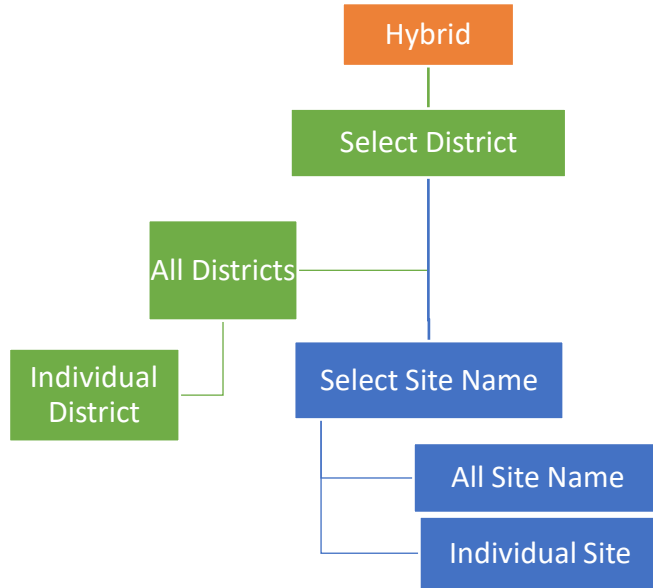 Hybrid
Select District
All Districts
Individual
District
Select Site Name
All Site Name
Individual Site